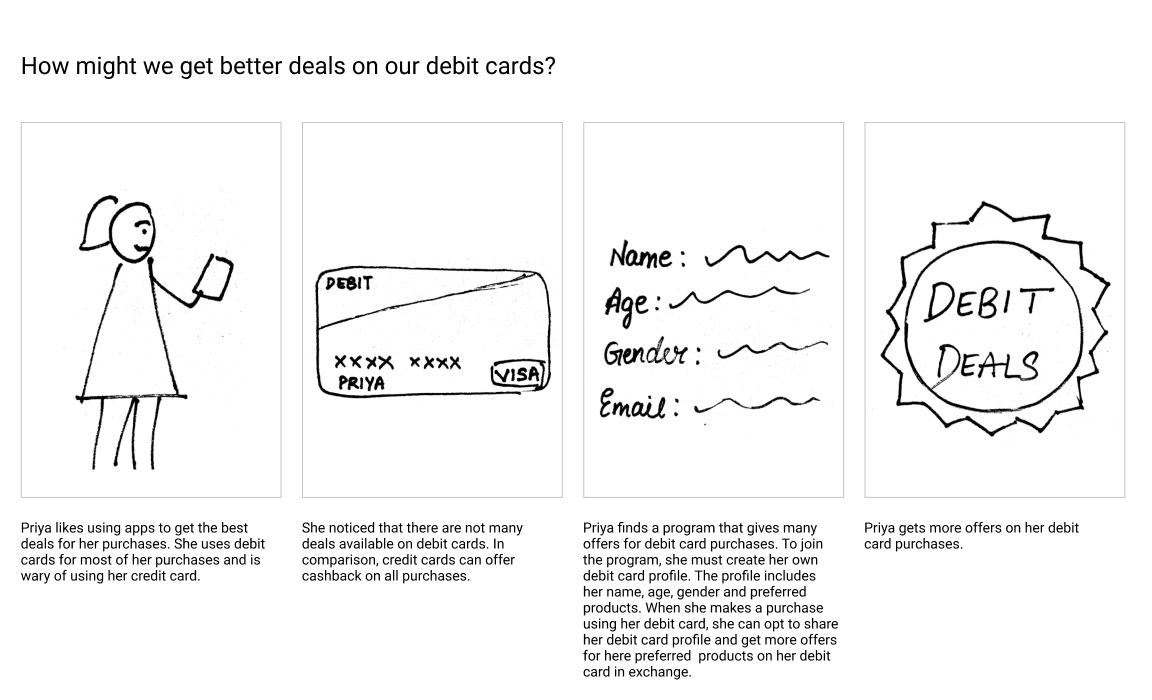 How might we get better deals on our debit cards?
DEBIT
XXXX XXXX
PRIYA
VISA
Name:
Age:
Gender:
Email:
DEBIT
DEALS
Priya likes using apps to get the best
deals for her purchases. She uses debit
cards for most of her purchases and is
wary of using her credit card.
She noticed that there are not many
deals available on debit cards. In
comparison, credit cards can offer
cashback on all purchases.
Priya finds a program that gives many
offers for debit card purchases. To join
the program, she must create her own
debit card profile. The profile includes
her name, age, gender and preferred
products. When she makes a purchase
using her debit card, she can opt to share
her debit card profile and get more offers
for here preferred  products on her debit
card in exchange.
Priya gets more offers on her debit
card purchases.